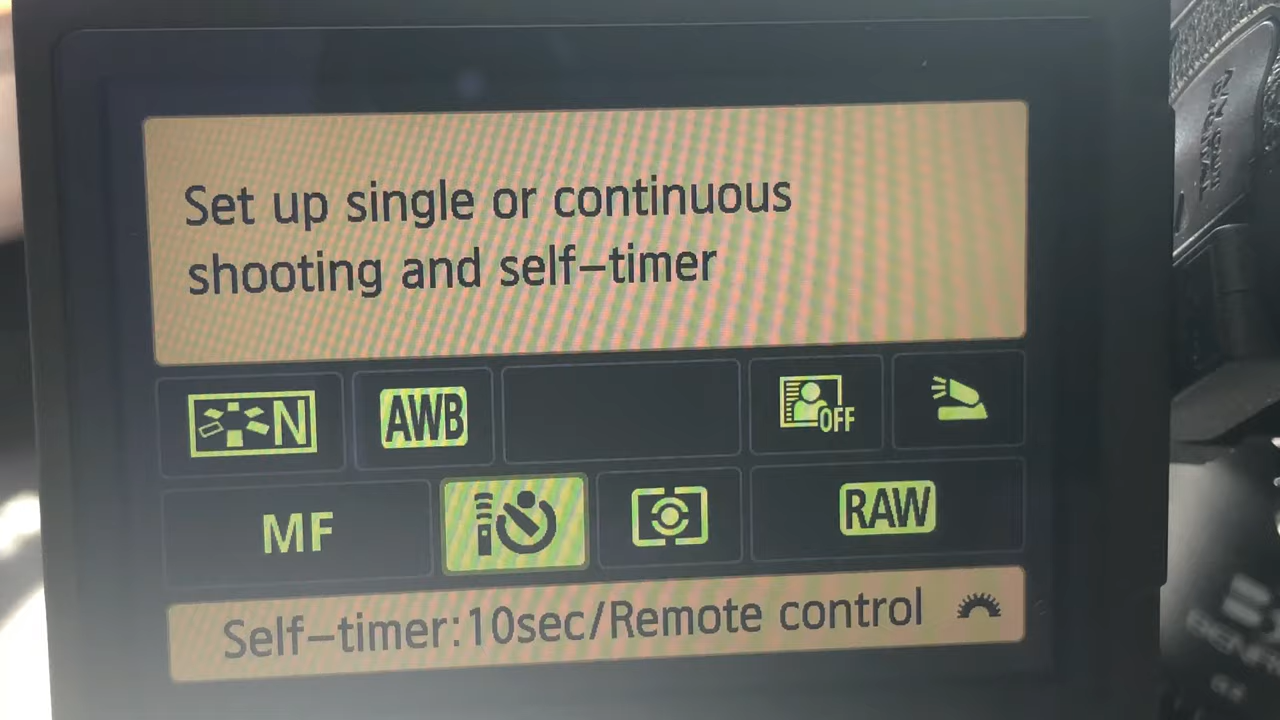 Set up single or continuous
shooting and self-timer
N
AWB
OFF
MF
RAW
Self-timer:10sec/Remote control